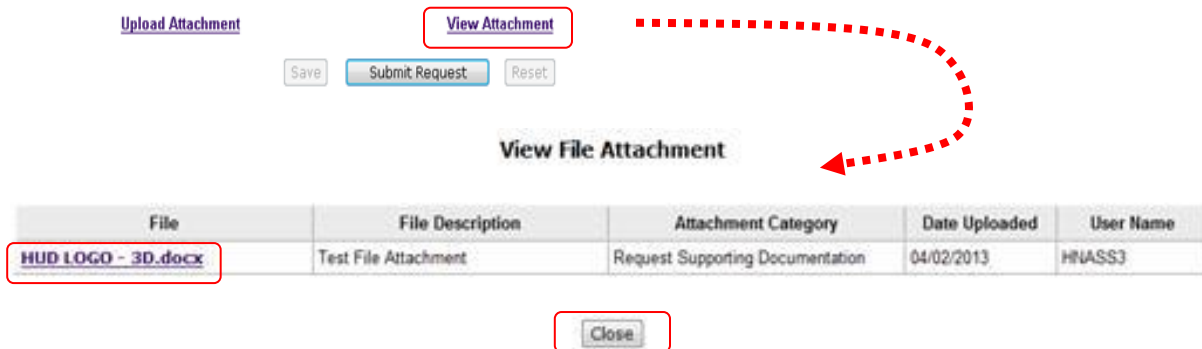 Upload Attachment View Attachment
Save Submit Request Reset
View File Attachment
File File Description Attachment Category Date Uploaded User Name
HUD LOGO - 3D.docx Test File Attachment Request Supporting Documentation 04/02/2013 HNASS3
Close